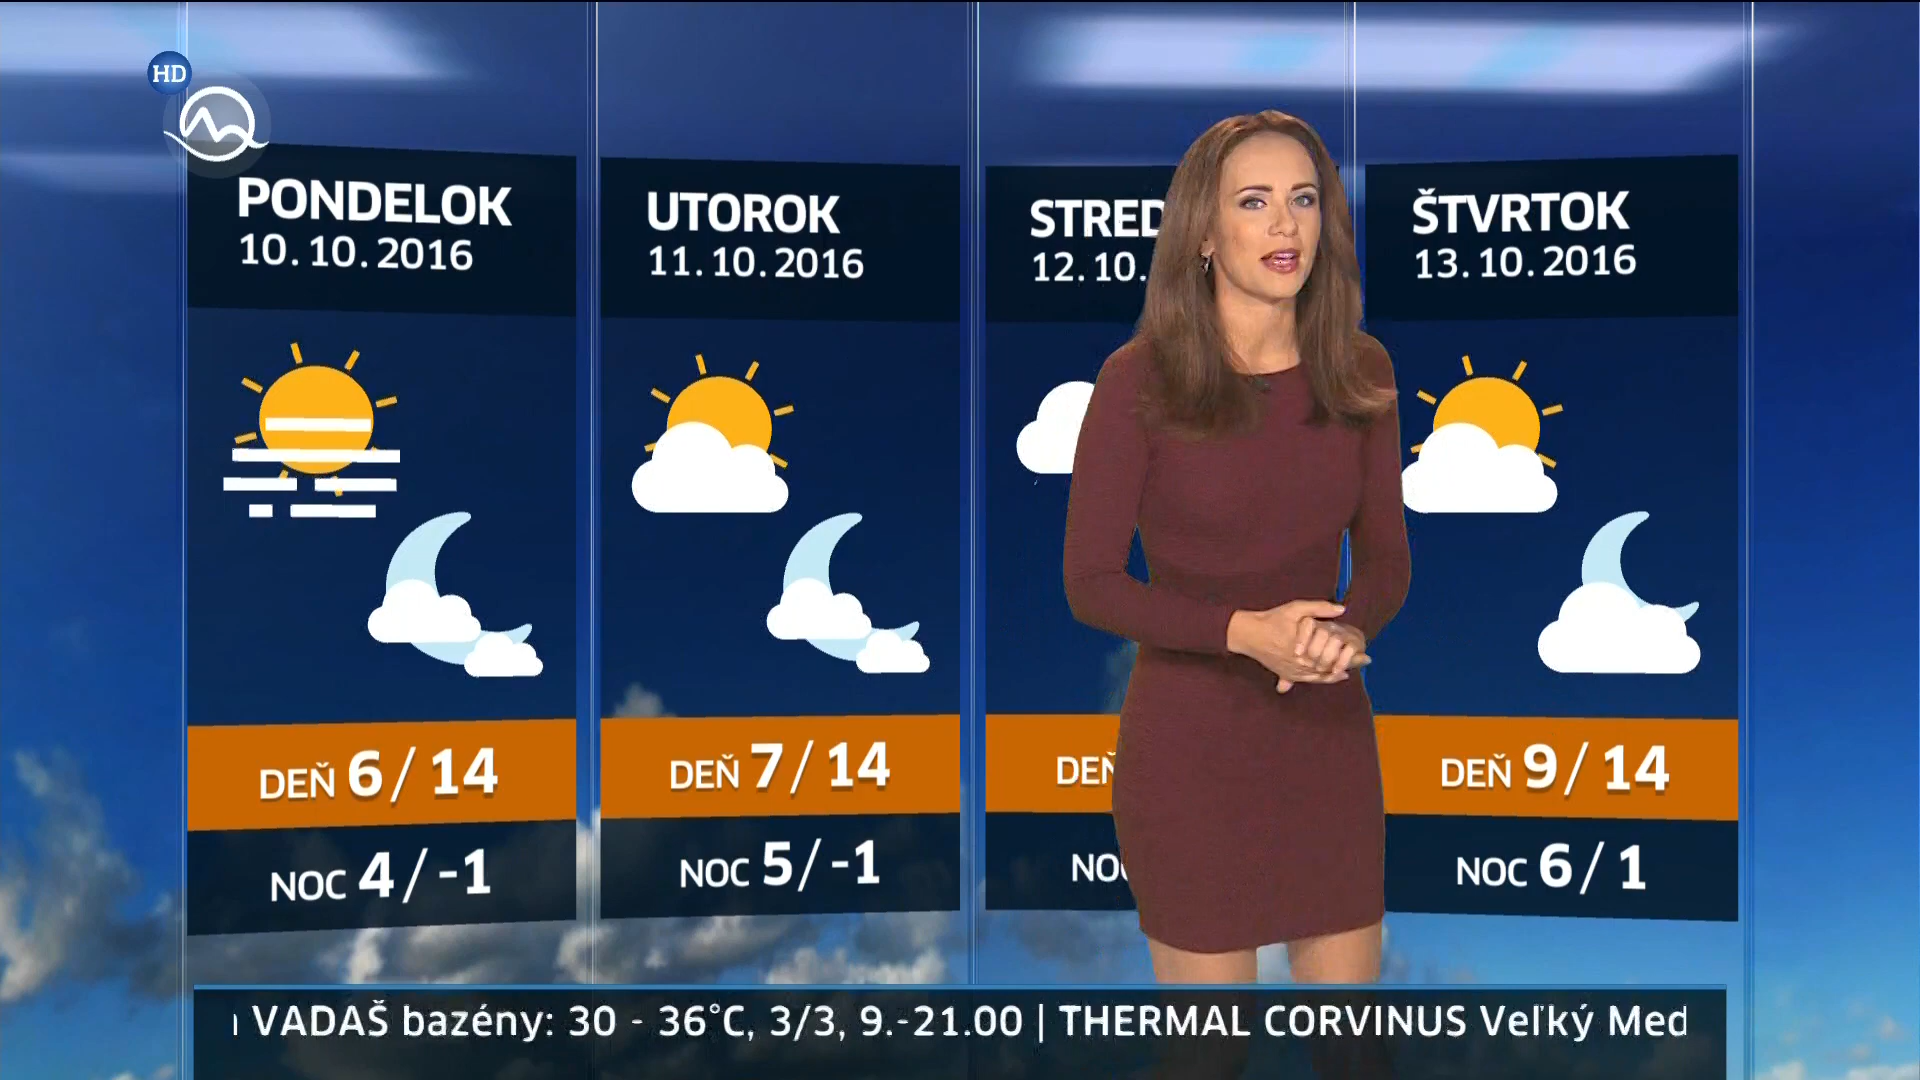 HD
PONDELOK
10. 10. 2016
DEŇ 6 / 14
NOC 4 / -1
UTOROK
11. 10. 2016
DEŇ 7 / 14
NOC 5 / -1
12. 10.
DEŇ
ŠTVRTOK
13. 10. 2016
DEŇ 9 / 14
NOC 6 / 1
VADAŠ bazény: 30 - 36°C, 3/3, 9.-21.00 | THERMAL CORVINUS Veľký Med